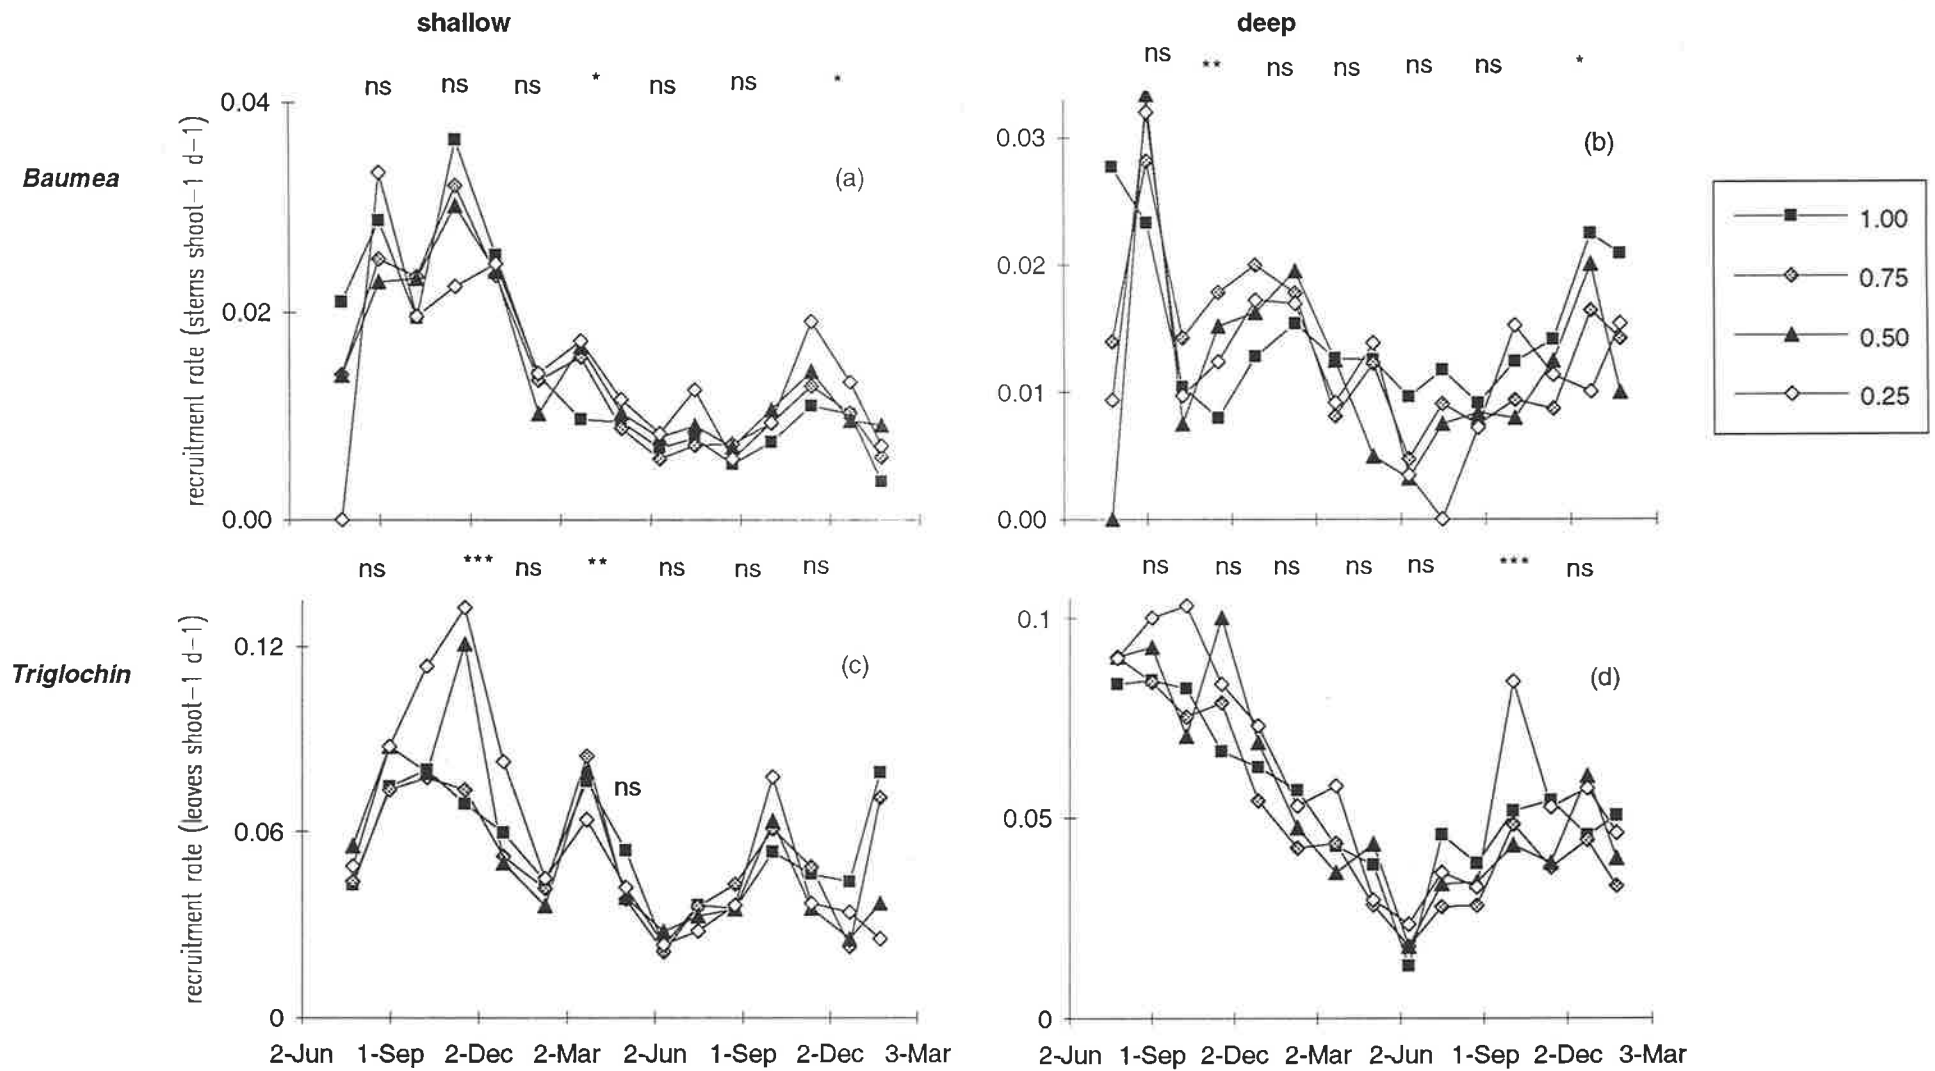 shallow deep
ns ns ns * ns ns *
ns ** ns ns ns ns *
Baumea
recruitment rate (stems shoot-1 d-1)
0.04
0.02
0.00
(a)
0.03
0.02
0.01
0.00
(b)
1.00
0.75
0.50
0.25
ns *** ns ** ns ns ns
ns ns ns ns ns *** ns
Triglochin
recruitment rate (leaves shoot-1 d-1)
0.12
0.06
0
(c)
ns
0.1
0.05
0
(d)
2-Jun 1-Sep 2-Dec 2-Mar 2-Jun 1-Sep 2-Dec 3-Mar
2-Jun 1-Sep 2-Dec 2-Mar 2-Jun 1-Sep 2-Dec 3-Mar